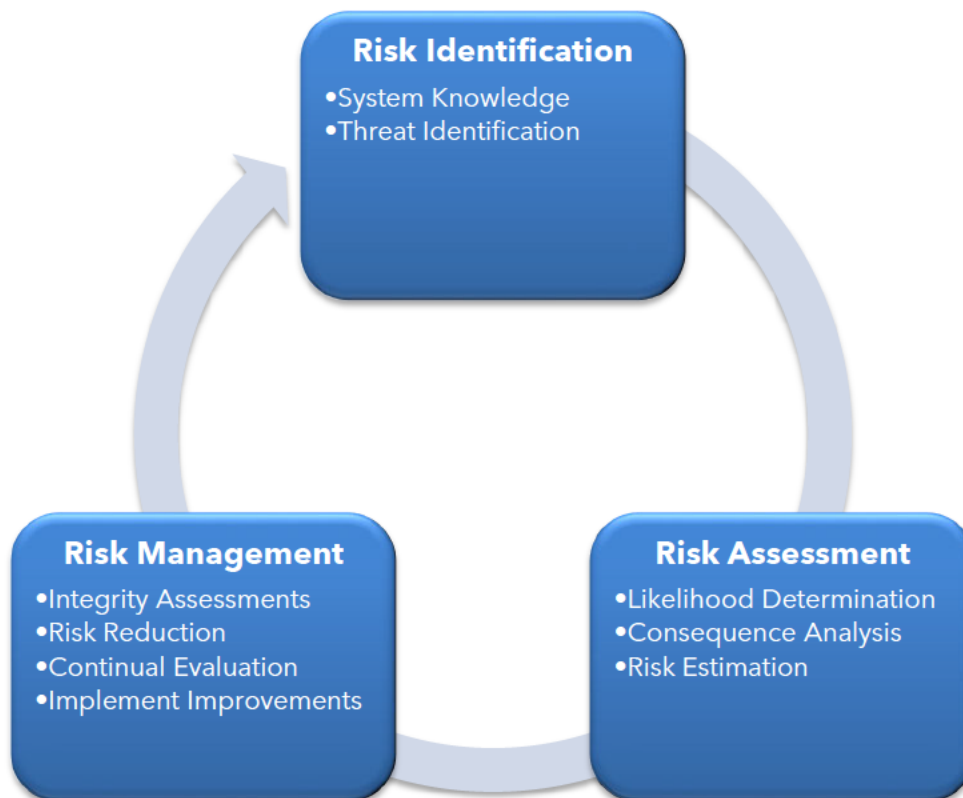 Risk Identification
•System Knowledge
•Threat Identification
Risk Management
•Integrity Assessments
•Risk Reduction
•Continual Evaluation
•Implement Improvements
Risk Assessment
•Likelihood Determination
•Consequence Analysis
•Risk Estimation